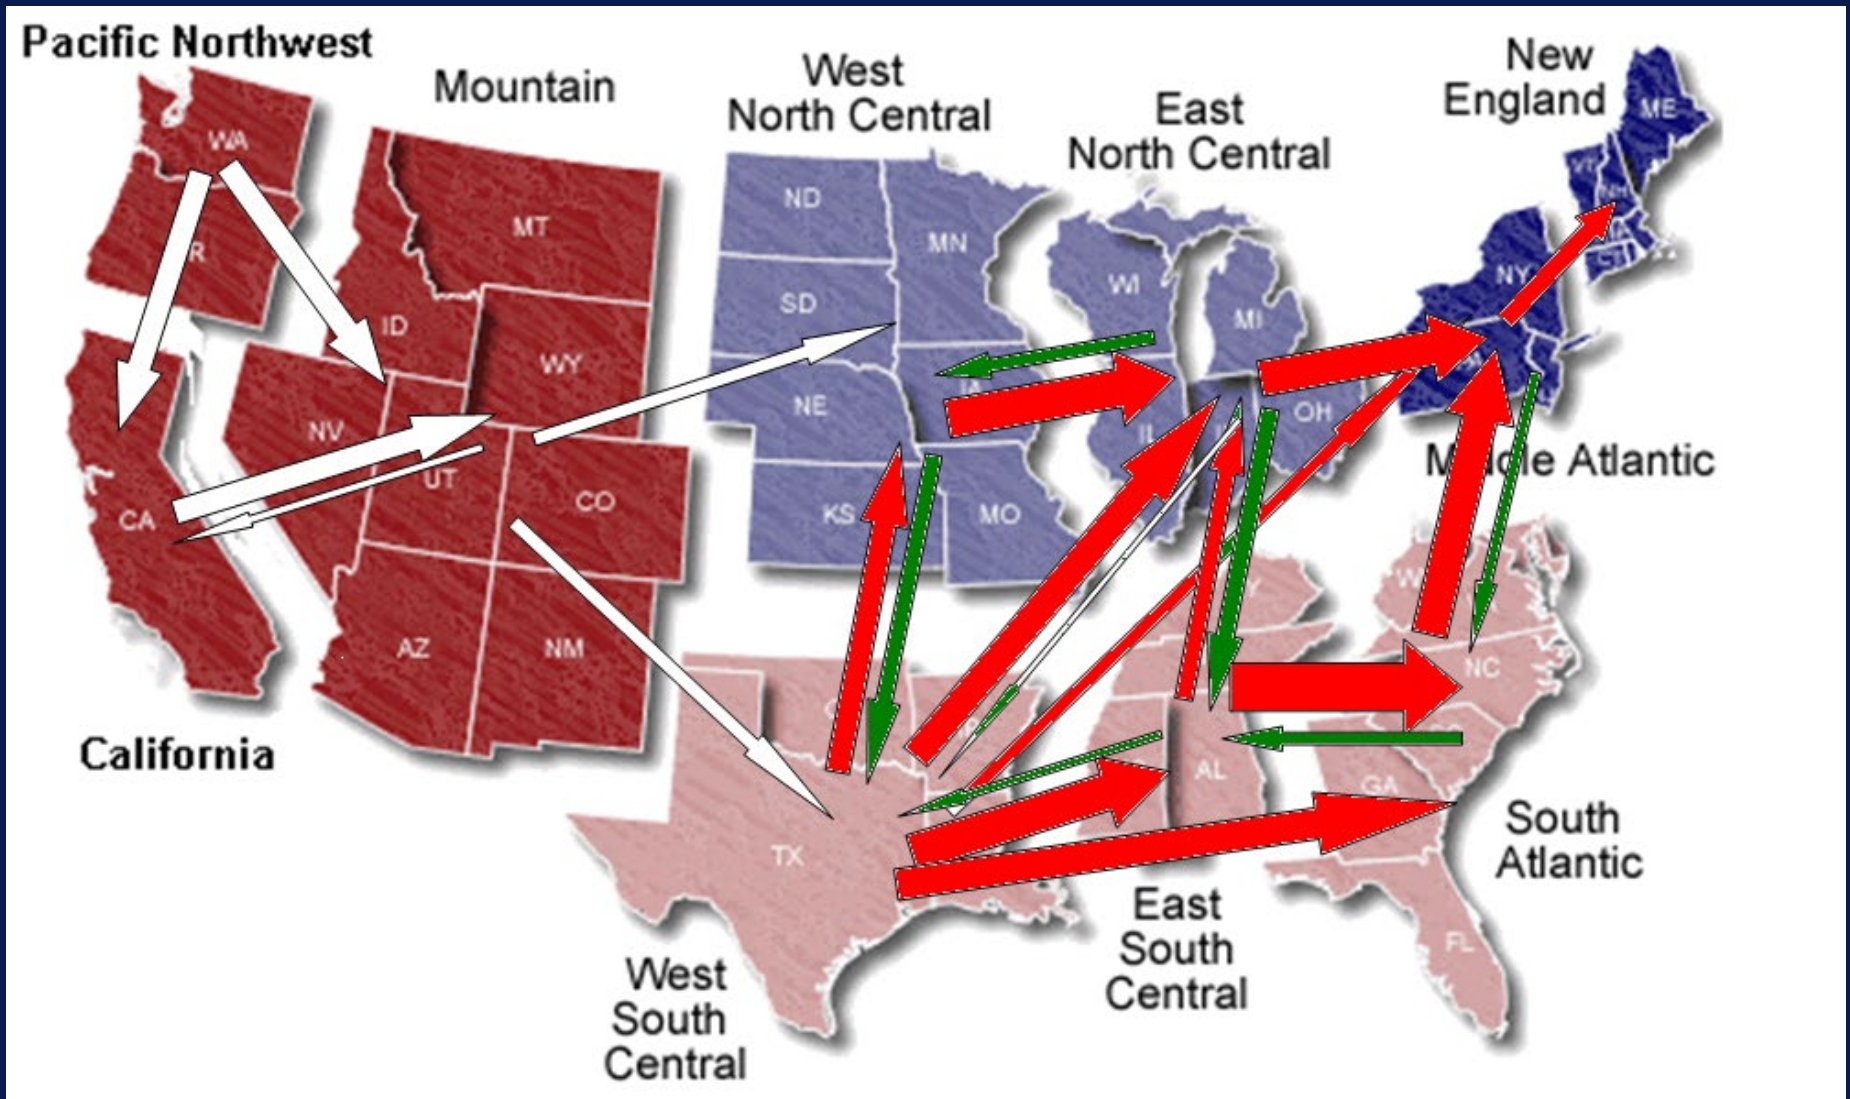 Pacific Northwest
Mountain
West
North Central
East
North Central
New
England
ME
WA
VT
NH
ND
MT
MN
R
NY
WI
SD
MI
ID
WY
NE
OH
NV
IL
Middle Atlantic
UT
CO
KS
MO
CA
AZ
NM
NC
California
AL
GA
TX
South
Atlantic
East
South
Central
FL
West
South
Central